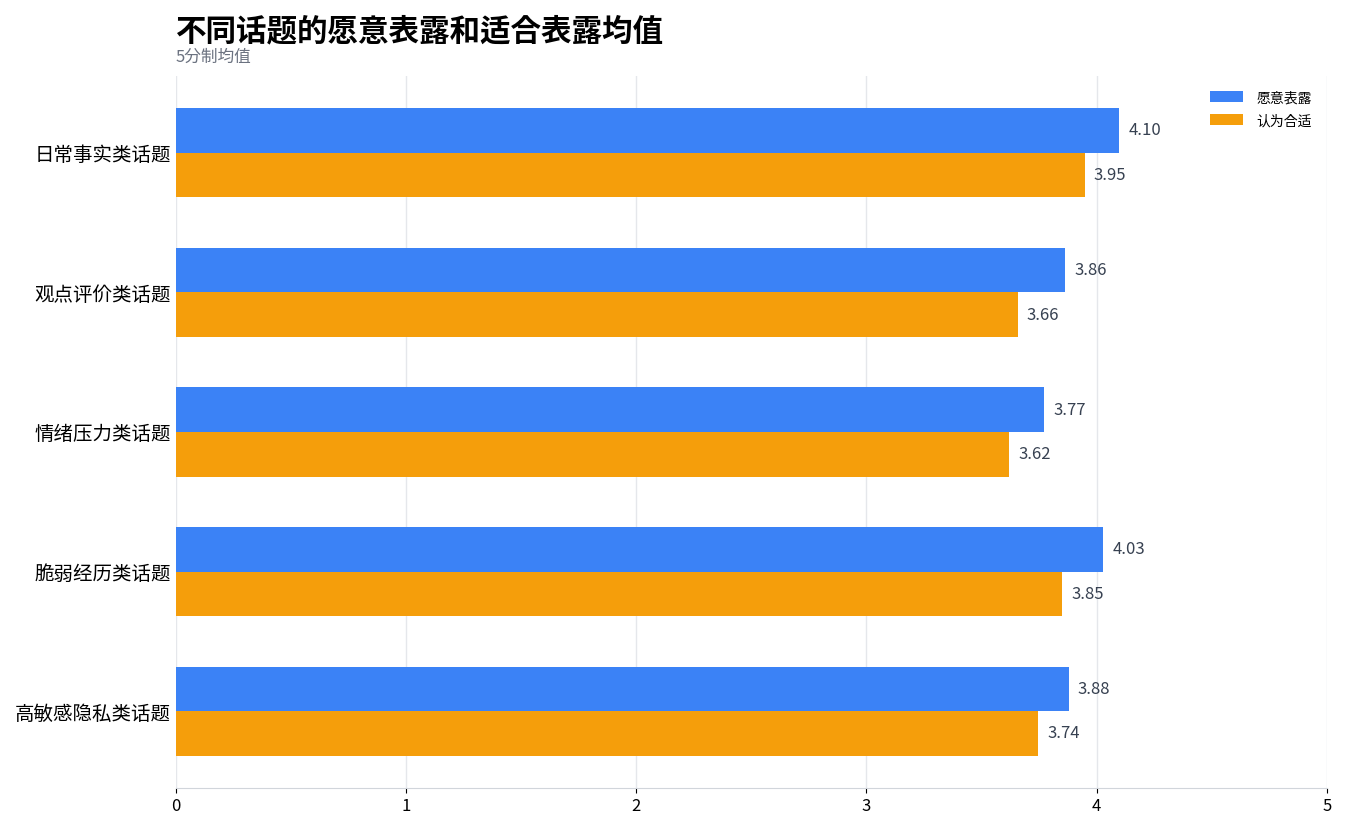 不同话题的愿意表露和适合表露均值
5分制均值
愿意表露
认为合适
日常事实类话题
4.10
3.95
观点评价类话题
3.86
3.66
情绪压力类话题
3.77
3.62
脆弱经历类话题
4.03
3.85
高敏感隐私类话题
3.88
3.74
0 1 2 3 4 5